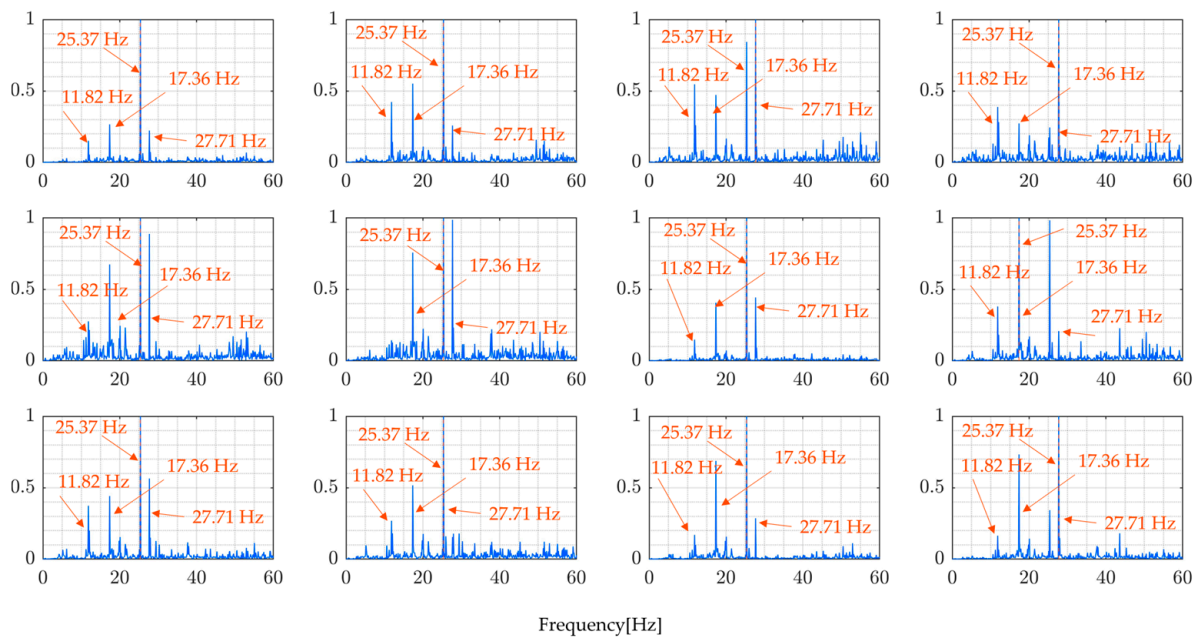 1 1 1 1
25.37 Hz 25.37 Hz 25.37 Hz 25.37 Hz
11.82 Hz 17.36 Hz 11.82 Hz 17.36 Hz 11.82 Hz 17.36 Hz 11.82 Hz 17.36 Hz
0.5 0.5 0.5 0.5
27.71 Hz 27.71 Hz 27.71 Hz 27.71 Hz
0 0 0 0
0 20 40 60 0 20 40 60 0 20 40 60 0 20 40 60
1 1 1 1
25.37 Hz 25.37 Hz 25.37 Hz 25.37 Hz
11.82 Hz 17.36 Hz 17.36 Hz 11.82 Hz 17.36 Hz 11.82 Hz 17.36 Hz
0.5 0.5 0.5 0.5
27.71 Hz 27.71 Hz 27.71 Hz 27.71 Hz
0 0 0 0
0 20 40 60 0 20 40 60 0 20 40 60 0 20 40 60
1 1 1 1
25.37 Hz 25.37 Hz 25.37 Hz 25.37 Hz
11.82 Hz 17.36 Hz 11.82 Hz 17.36 Hz 11.82 Hz 17.36 Hz 11.82 Hz 17.36 Hz
0.5 0.5 0.5 0.5
27.71 Hz 27.71 Hz 27.71 Hz 27.71 Hz
0 0 0 0
0 20 40 60 0 20 40 60 0 20 40 60 0 20 40 60
Frequency[Hz]